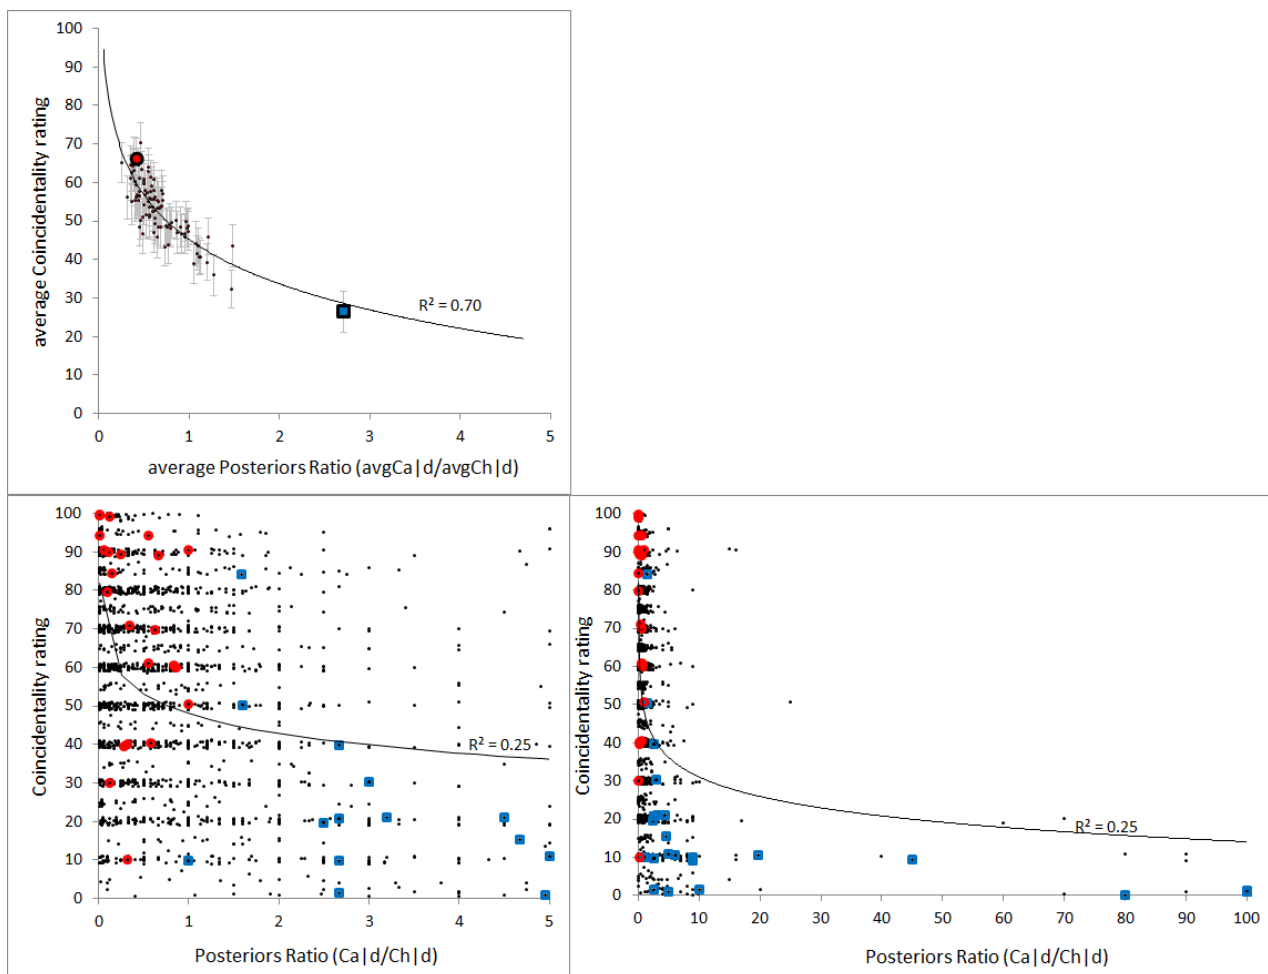 100
90
80
70
60
50
40
30
20
10
0
average Coincidentality rating
R² = 0.70
0 1 2 3 4 5
average Posteriors Ratio (avgCa|d/avgCh|d)
100
90
80
70
60
50
40
30
20
10
0
Coincidentality rating
R² = 0.25
0 1 2 3 4 5
Posteriors Ratio (Ca|d/Ch|d)
100
90
80
70
60
50
40
30
20
10
0
Coincidentality rating
R² = 0.25
0 10 20 30 40 50 60 70 80 90 100
Posteriors Ratio (Ca|d/Ch|d)